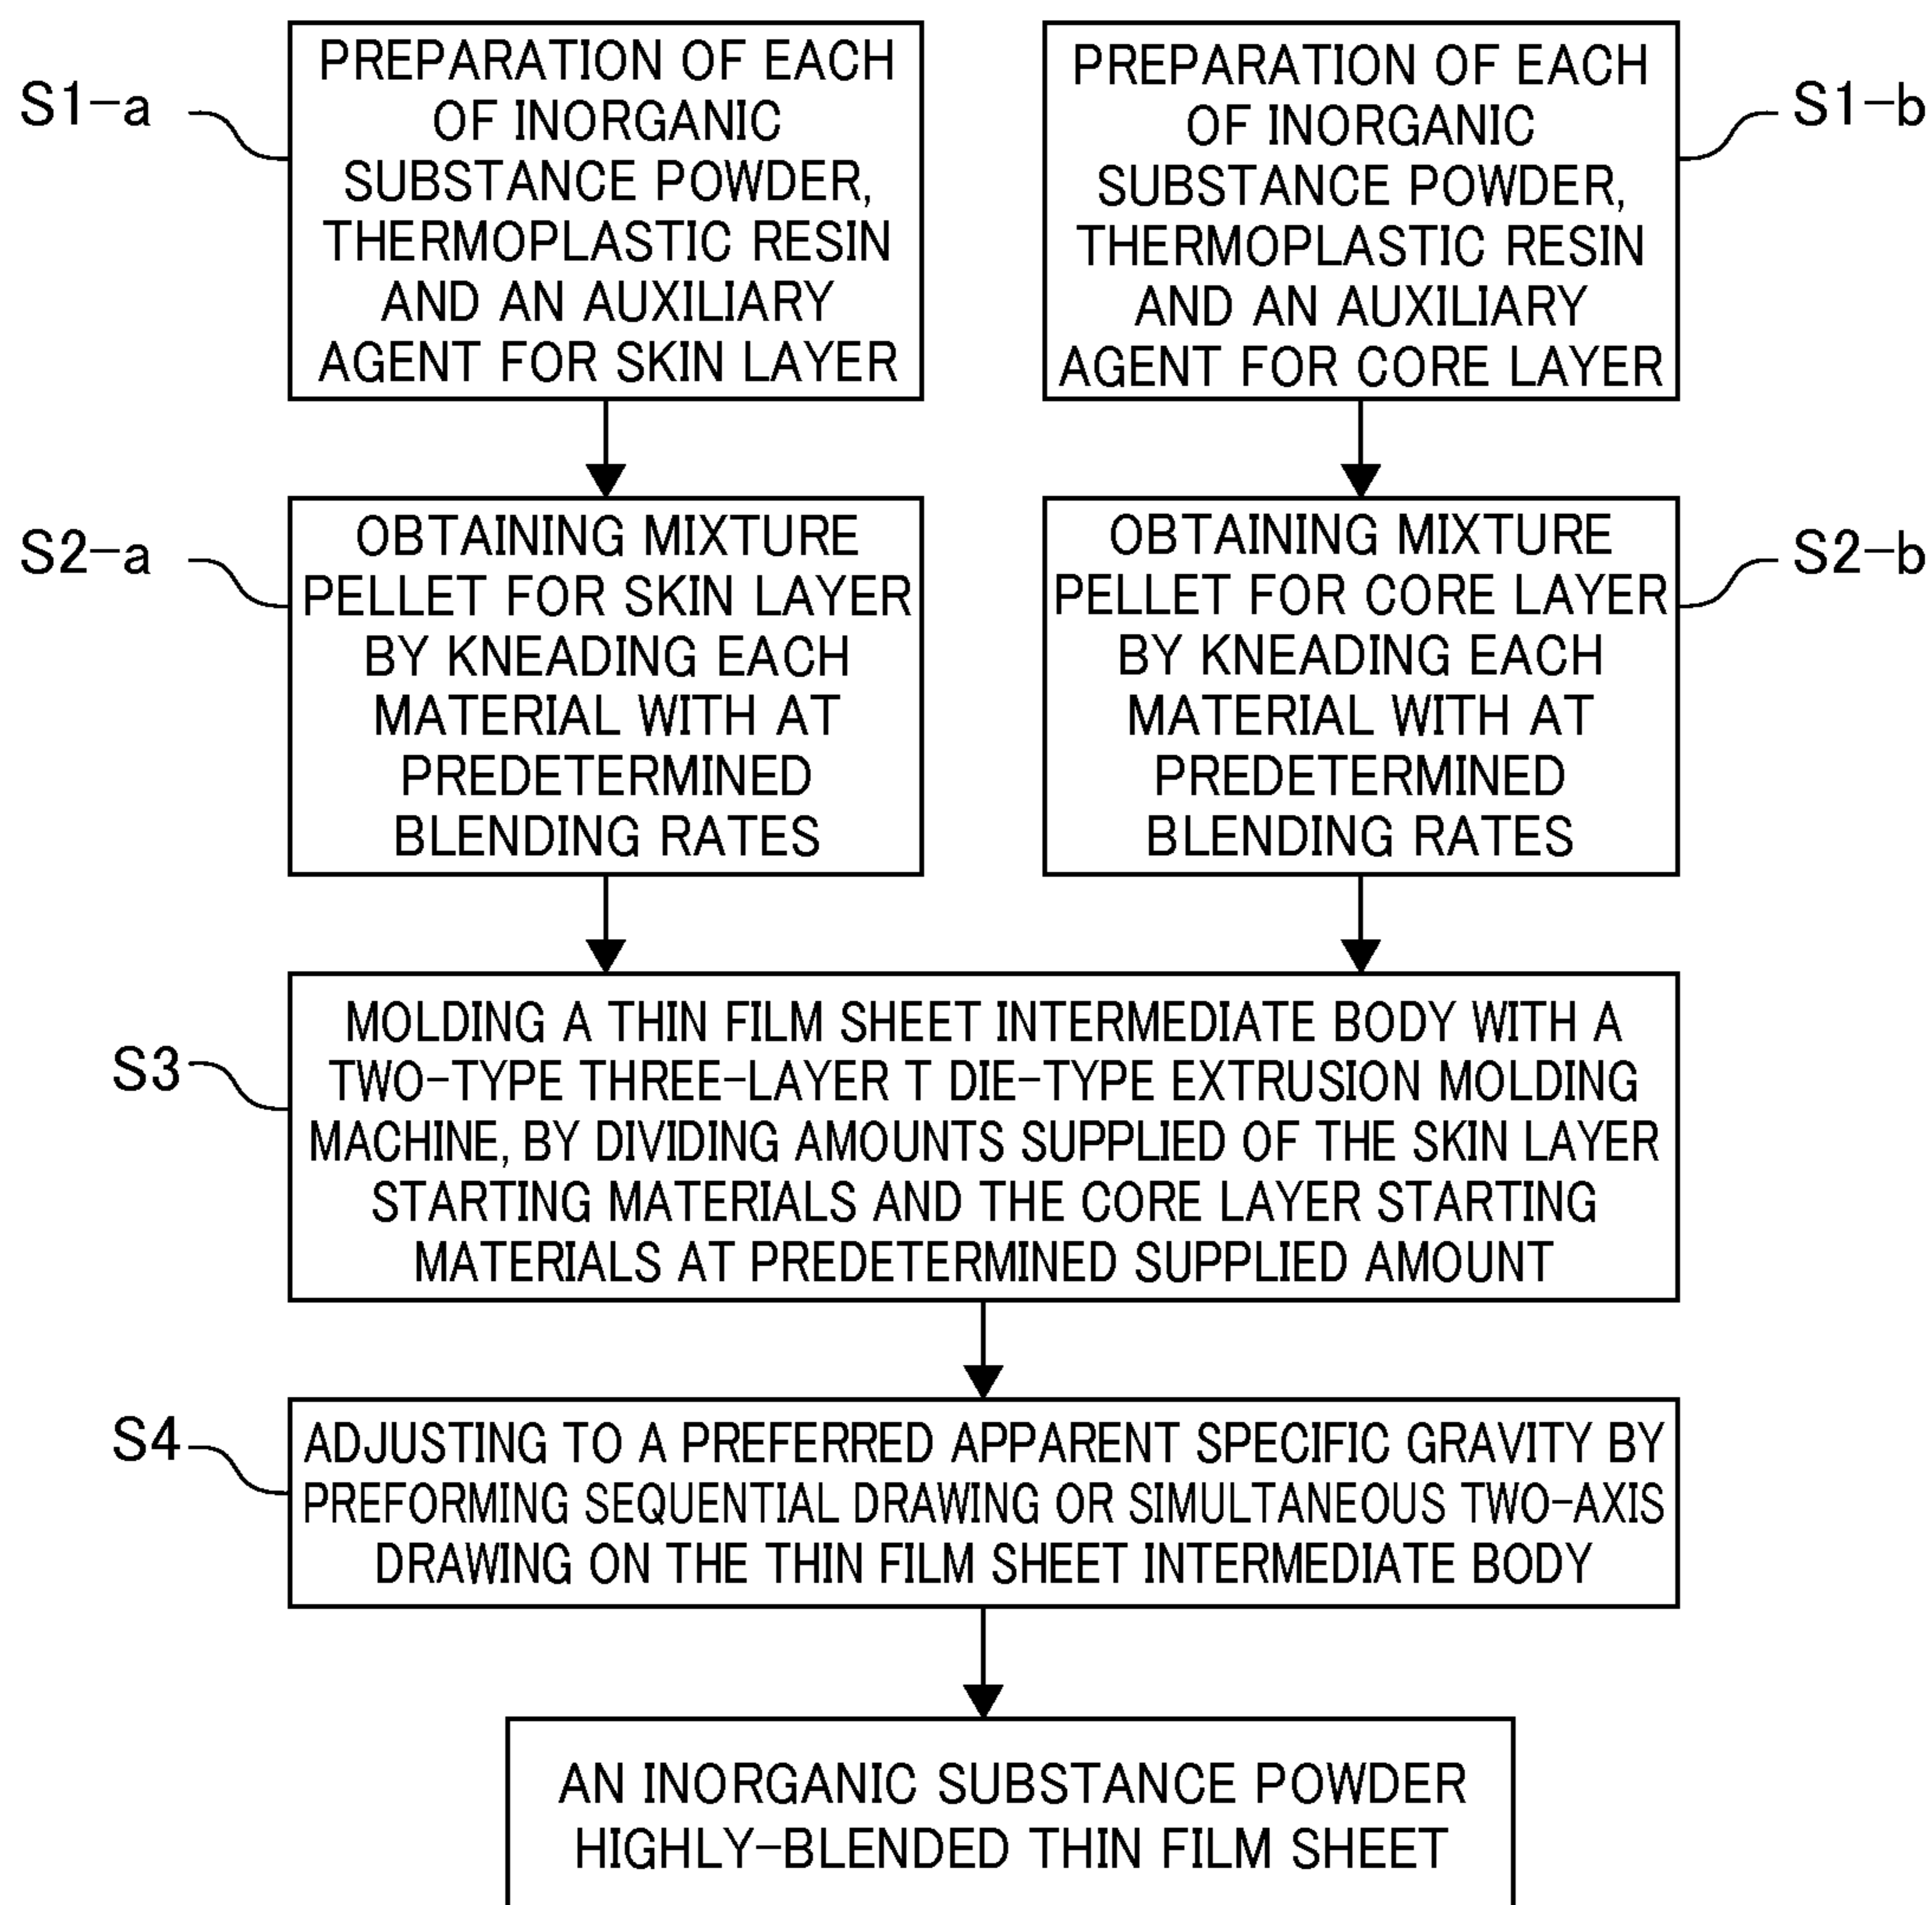 S1-a
PREPARATION OF EACH
OF INORGANIC
SUBSTANCE POWDER,
THERMOPLASTIC RESIN
AND AN AUXILIARY
AGENT FOR SKIN LAYER
PREPARATION OF EACH
OF INORGANIC
SUBSTANCE POWDER,
THERMOPLASTIC RESIN
AND AN AUXILIARY
AGENT FOR CORE LAYER
S1-b
S2-a
OBTAINING MIXTURE
PELLET FOR SKIN LAYER
BY KNEADING EACH
MATERIAL WITH AT
PREDETERMINED
BLENDING RATES
OBTAINING MIXTURE
PELLET FOR CORE LAYER
BY KNEADING EACH
MATERIAL WITH AT
PREDETERMINED
BLENDING RATES
S2-b
S3
MOLDING A THIN FILM SHEET INTERMEDIATE BODY WITH A
TWO-TYPE THREE-LAYER T DIE-TYPE EXTRUSION MOLDING
MACHINE, BY DIVIDING AMOUNTS SUPPLIED OF THE SKIN LAYER
STARTING MATERIALS AND THE CORE LAYER STARTING
MATERIALS AT PREDETERMINED SUPPLIED AMOUNT
S4
ADJUSTING TO A PREFERRED APPARENT SPECIFIC GRAVITY BY
PREFORMING SEQUENTIAL DRAWING OR SIMULTANEOUS TWO-AXIS
DRAWING ON THE THIN FILM SHEET INTERMEDIATE BODY
AN INORGANIC SUBSTANCE POWDER
HIGHLY-BLENDED THIN FILM SHEET